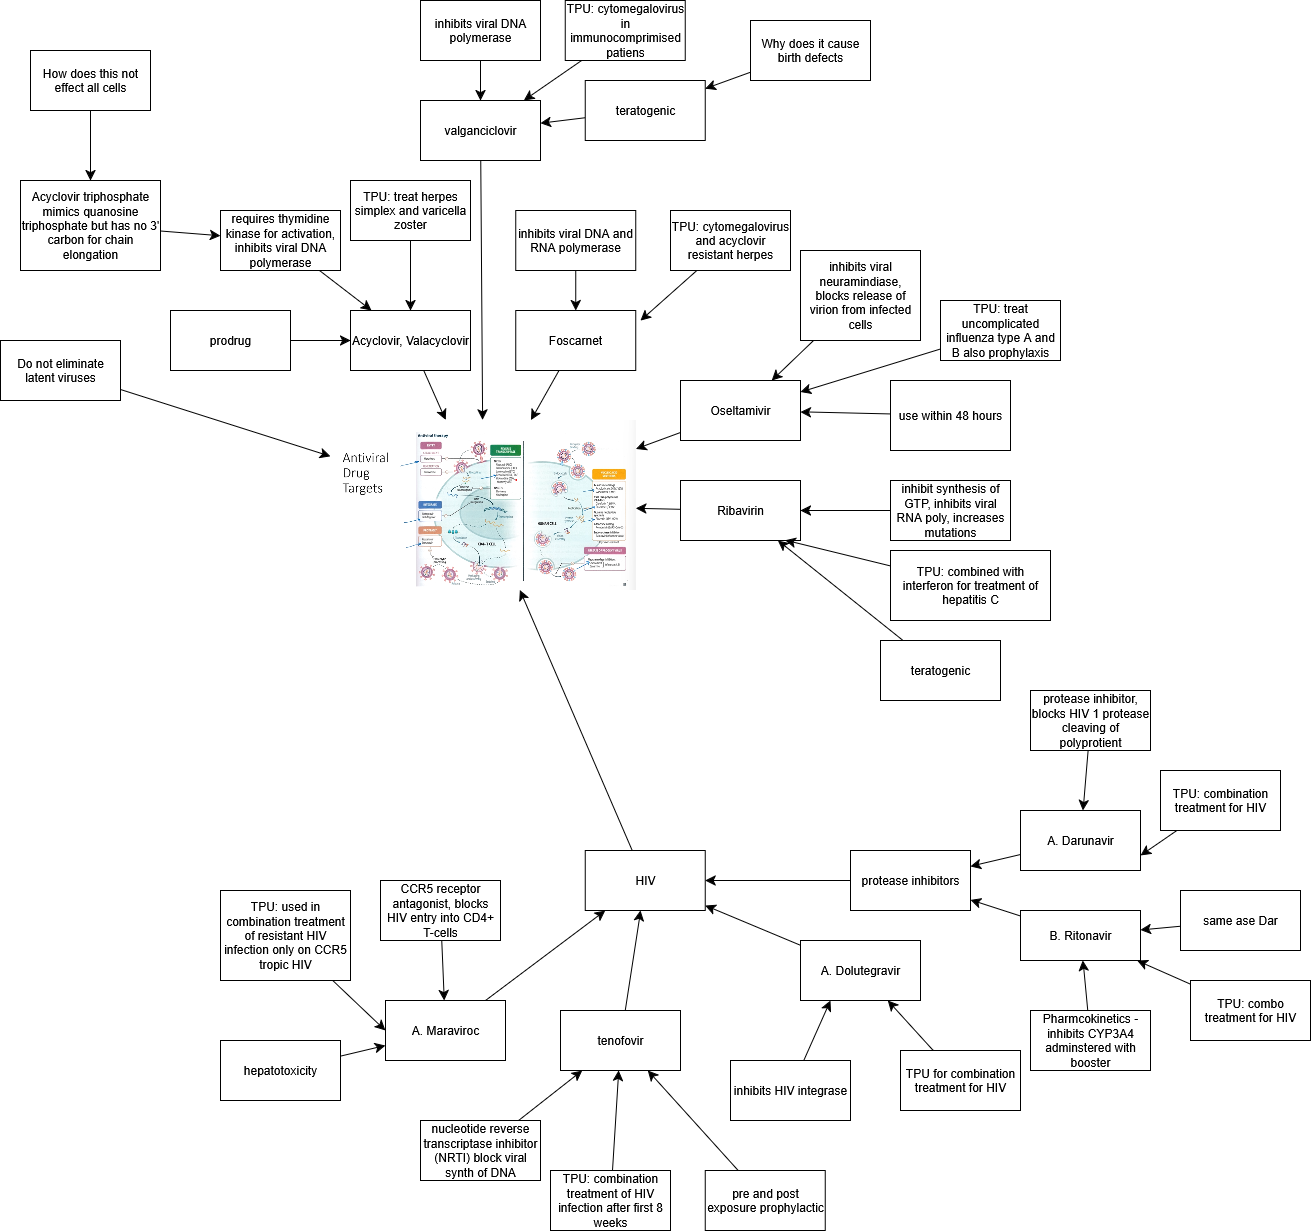 inhibits viral DNA
polymerase
TPU: cytomegalovirus
in
immunocomprimised
patiens
Why does it cause
birth defects
How does this not
effect all cells
teratogenic
valganciclovir
Acyclovir triphosphate
mimics quanosine
triphosphate but has no 3'
carbon for chain
elongation
requires thymidine
kinase for activation,
inhibits viral DNA
polymerase
TPU: treat herpes
simplex and varicella
zoster
inhibits viral DNA and
RNA polymerase
TPU: cytomegalovirus
and acyclovir
resistant herpes
inhibits viral
neuramindiase,
blocks release of
virion from infected
cells
TPU: treat
uncomplicated
influenza type A and
B also prophylaxis
prodrug
Acyclovir, Valacyclovir
Foscarnet
Do not eliminate
latent viruses
Oseltamivir
use within 48 hours
Antiviral
Drug
Targets
Antiviral therapy
Ribavirin
inhibit synthesis of
GTP, inhibits viral
RNA poly, increases
mutations
TPU: combined with
interferon for treatment of
hepatitis C
teratogenic
protease inhibitor,
blocks HIV 1 protease
cleaving of
polyprotient
TPU: combination
treatment for HIV
A. Darunavir
HIV
protease inhibitors
CCR5 receptor
antagonist, blocks
HIV entry into CD4+
T-cells
TPU: used in
combination treatment
of resistant HIV
infection only on CCR5
tropic HIV
same ase Dar
B. Ritonavir
A. Dolutegravir
TPU: combo
treatment for HIV
A. Maraviroc
tenofovir
Pharmcokinetics -
inhibits CYP3A4
adminstered with
booster
hepatotoxicity
inhibits HIV integrase
TPU for combination
treatment for HIV
nucleotide reverse
transcriptase inhibitor
(NRTI) block viral
synth of DNA
TPU: combination
treatment of HIV
infection after first 8
weeks
pre and post
exposure prophylactic